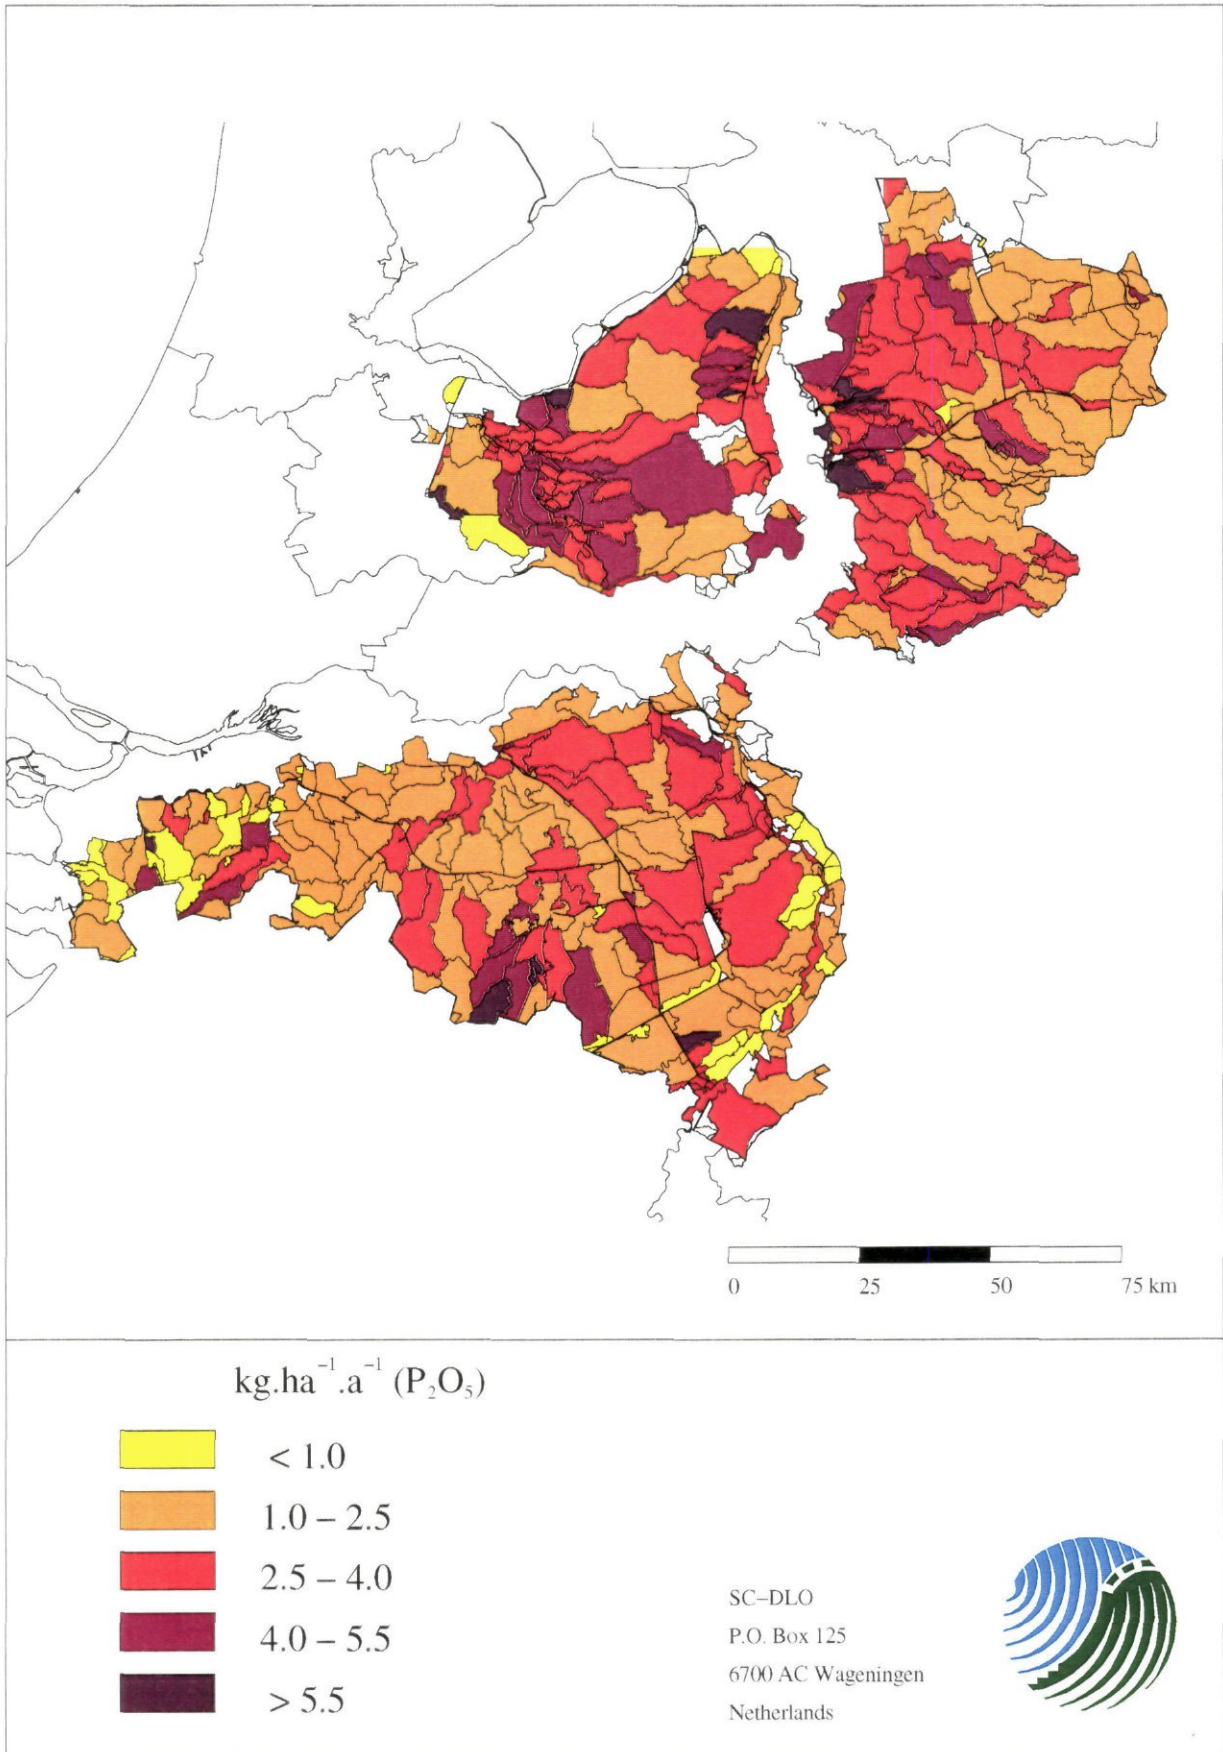 0 25 50 75 km
kg.ha⁻¹.a⁻¹ (P₂O₅)
< 1.0
1.0 – 2.5
2.5 – 4.0
4.0 – 5.5
> 5.5
SC–DLO
P.O. Box 125
6700 AC Wageningen
Netherlands